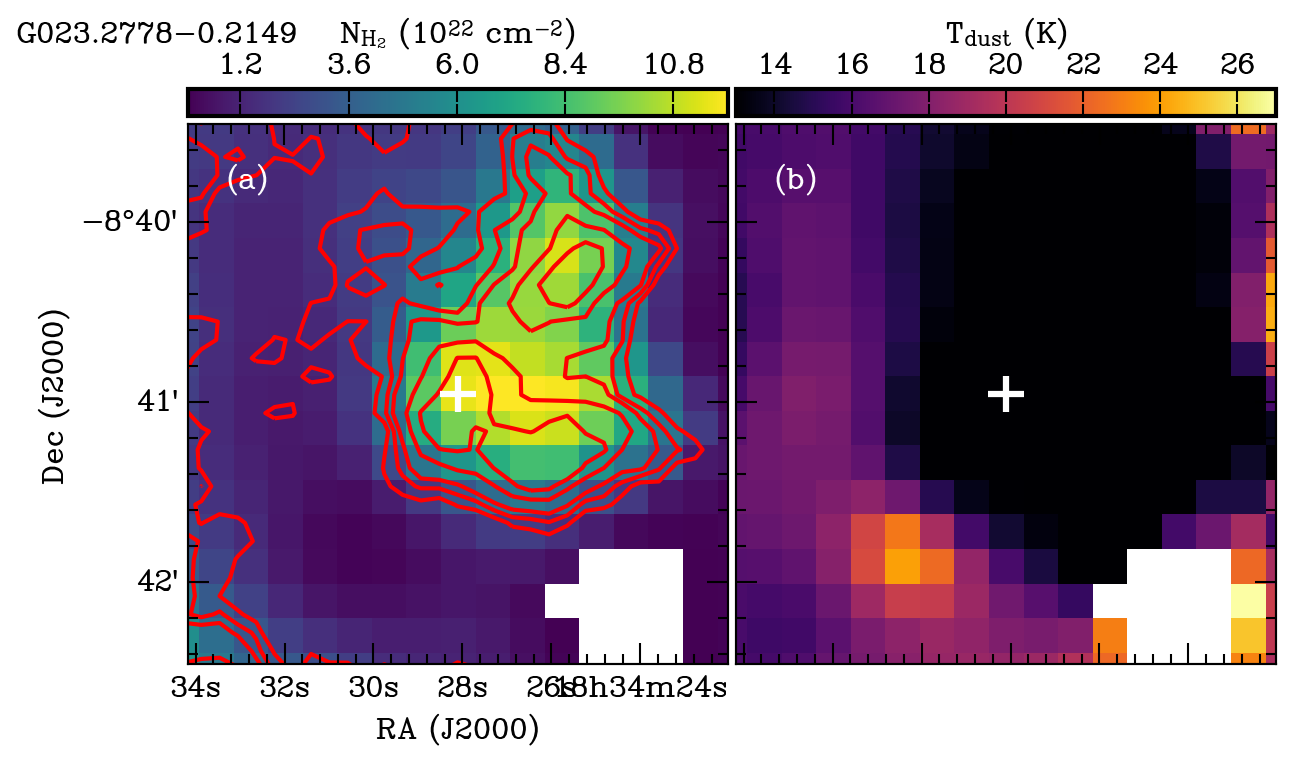 G023.2778−0.2149 N_H₂ (10²² cm⁻²) T_dust (K)
1.2 3.6 6.0 8.4 10.8 14 16 18 20 22 24 26
(a) (b)
−8°40'
41'
42'
Dec (J2000)
34s 32s 30s 28s 26s 18h34m24s
RA (J2000)